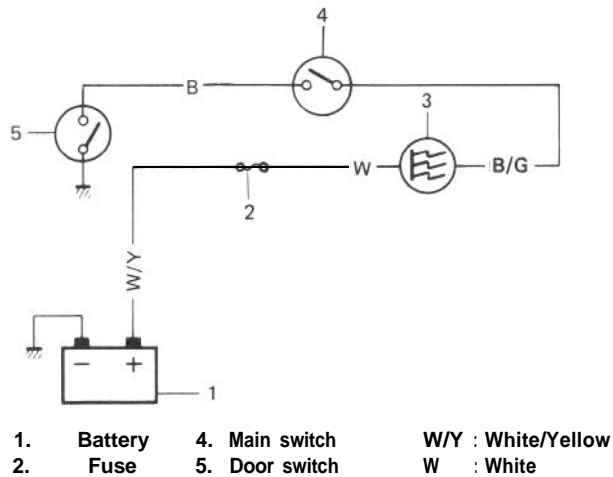 4
B
3
5
W
B/G
2
W/Y
− +
1
1. Battery 4. Main switch W/Y : White/Yellow
2. Fuse 5. Door switch W : White